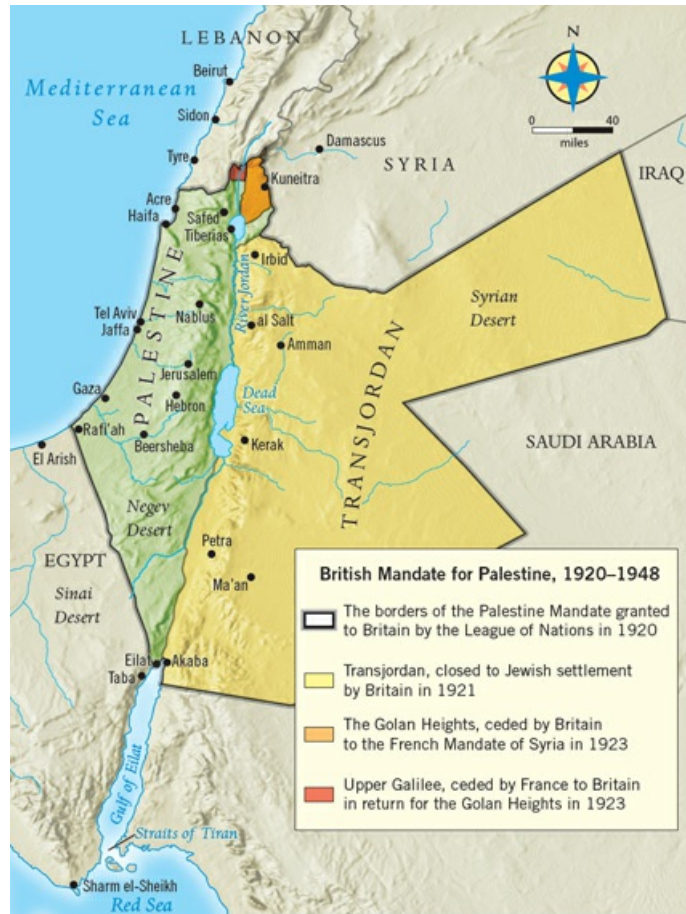 LEBANON
Beirut
Mediterranean
Sea
Sidon
N
0
40
miles
Damascus
Tyre
SYRIA
IRAQ
Kuneitra
Acre
Haifa
Safed
Tiberias
Irbid
River Jordan
PALESTINE
Syrian
Desert
Tel Aviv
Jaffa
Nablus
al Salt
Amman
TRANSJORDAN
Jerusalem
Gaza
Hebron
Dead
Sea
Rafi'ah
Beersheba
Kerak
El Arish
SAUDI ARABIA
Negev
Desert
Petra
EGYPT
Ma'an
Sinai
Desert
Eilat
Akaba
Taba
Gulf of Eilat
Straits of Tiran
Sharm el-Sheikh
Red Sea
British Mandate for Palestine, 1920–1948
The borders of the Palestine Mandate granted
to Britain by the League of Nations in 1920
Transjordan, closed to Jewish settlement
by Britain in 1921
The Golan Heights, ceded by Britain
to the French Mandate of Syria in 1923
Upper Galilee, ceded by France to Britain
in return for the Golan Heights in 1923